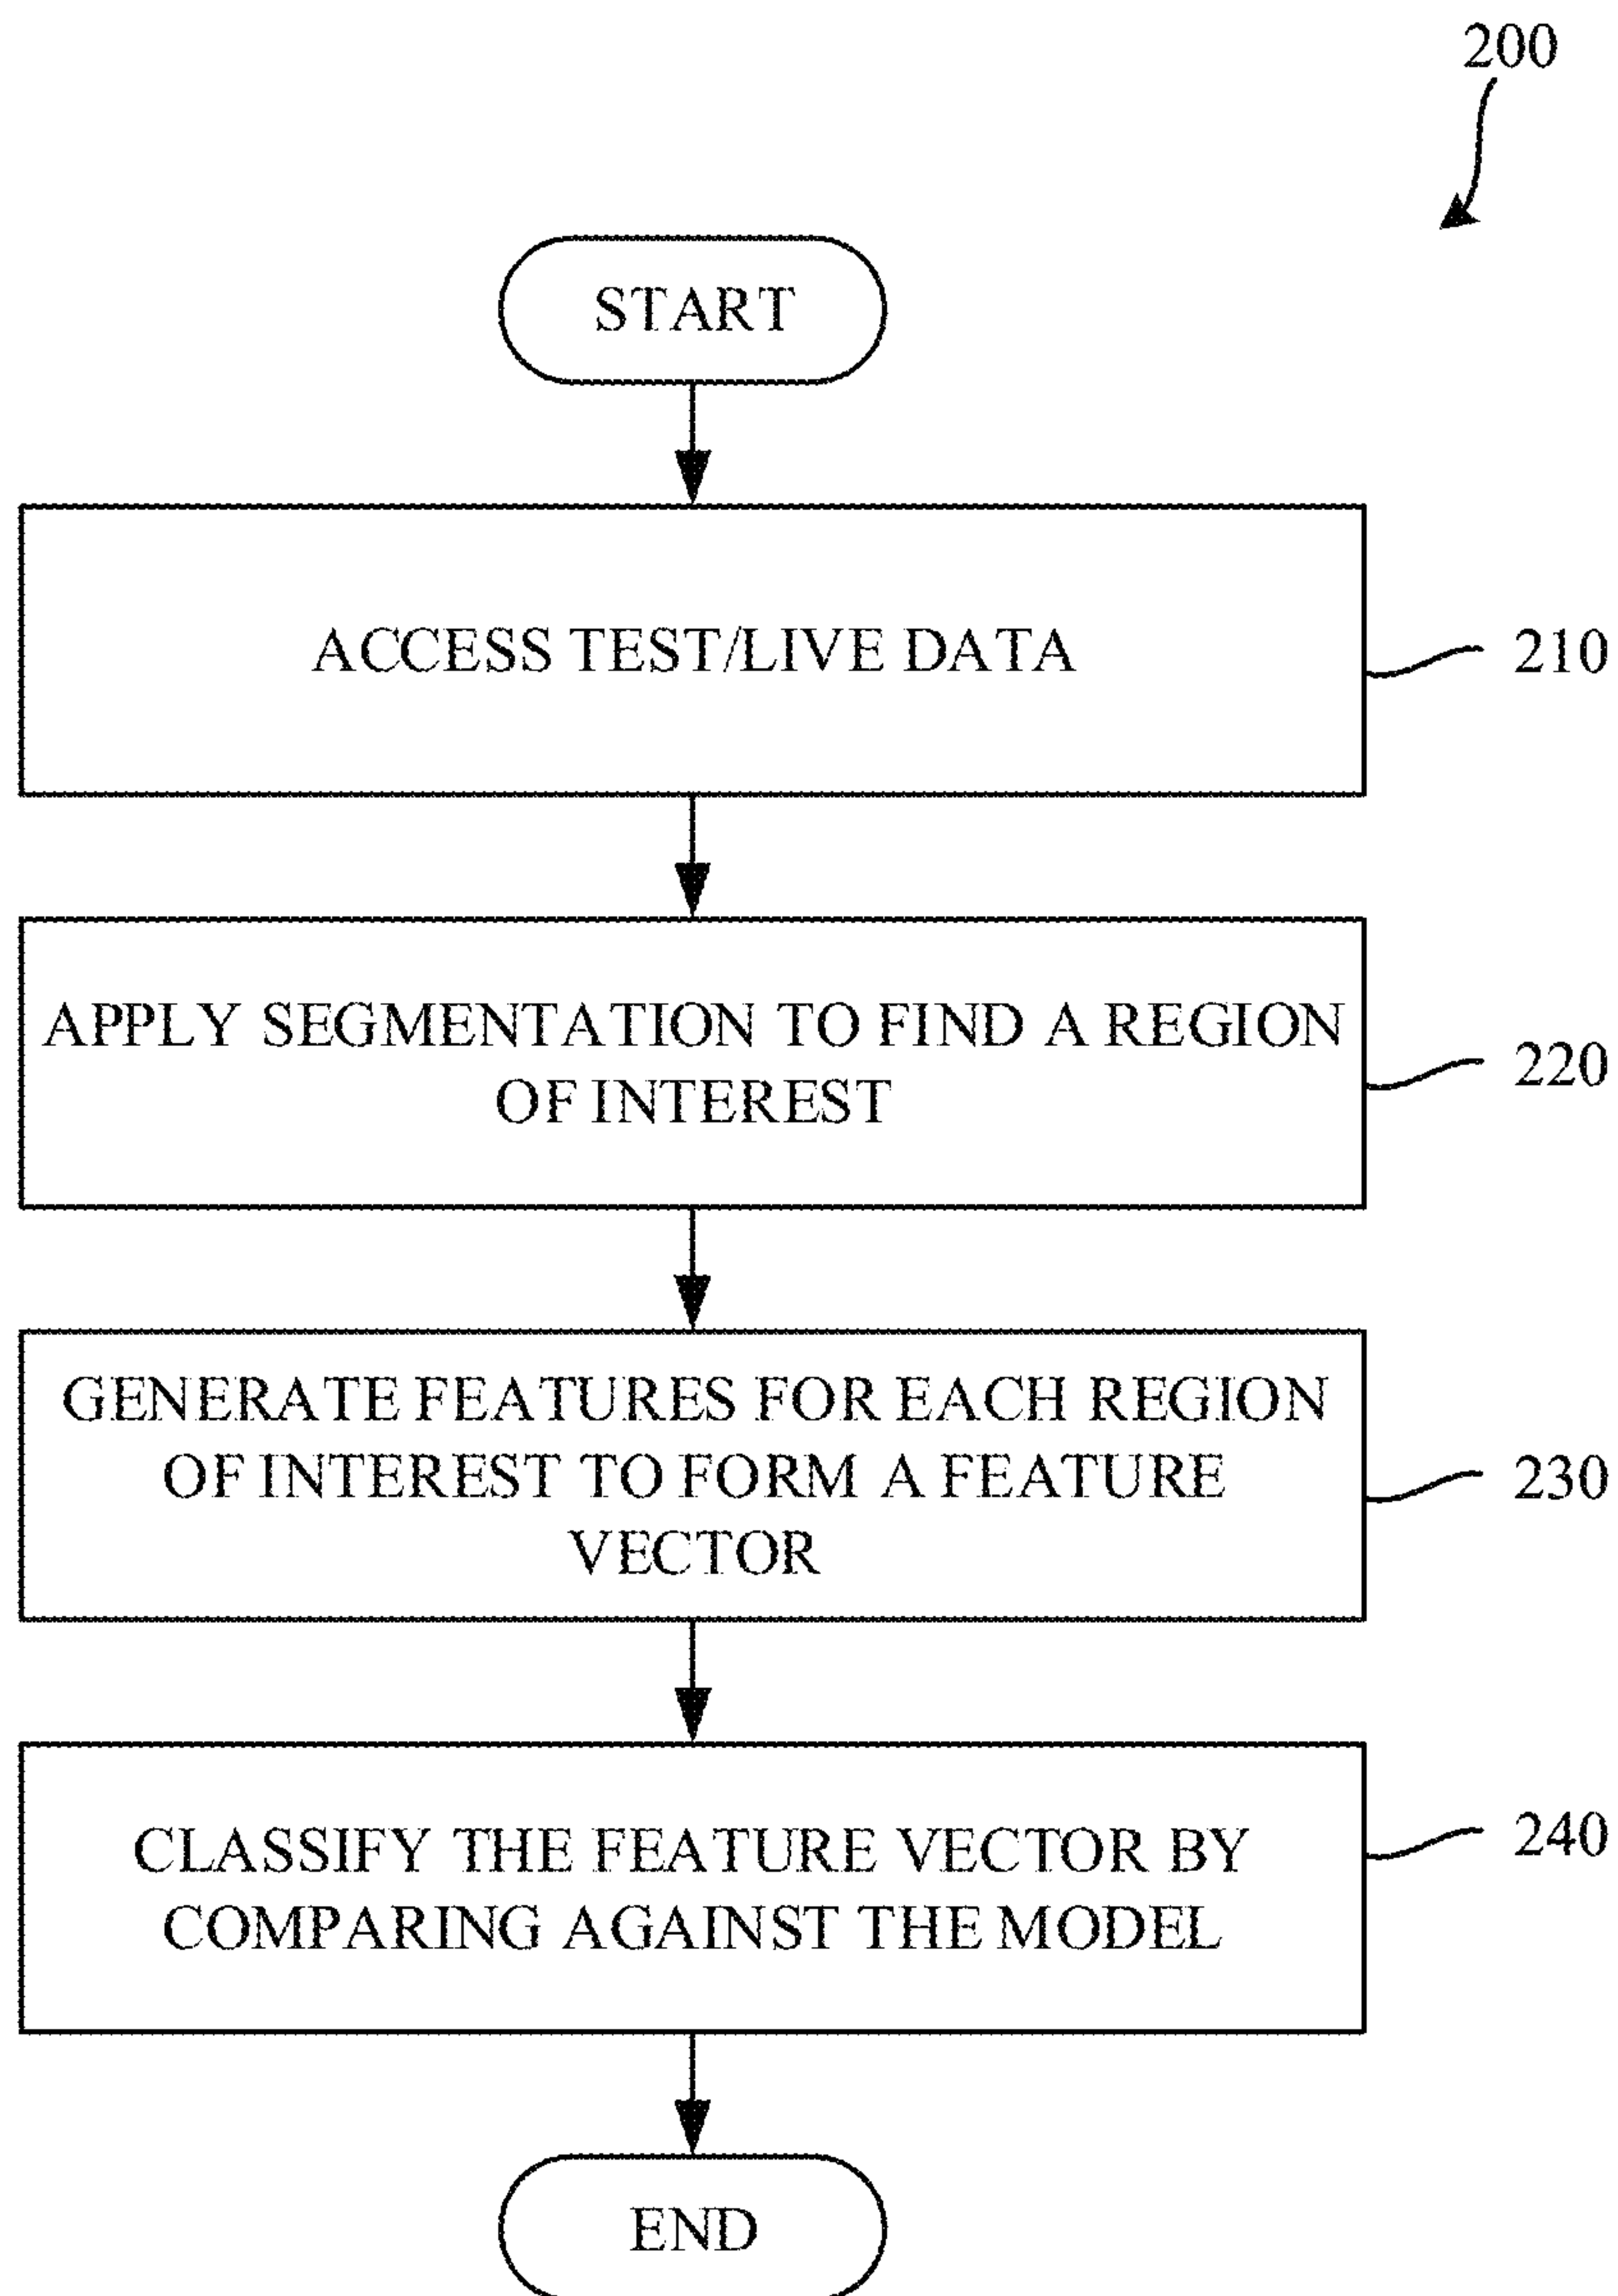 200
START
ACCESS TEST/LIVE DATA
210
APPLY SEGMENTATION TO FIND A REGION
OF INTEREST
220
GENERATE FEATURES FOR EACH REGION
OF INTEREST TO FORM A FEATURE
VECTOR
230
CLASSIFY THE FEATURE VECTOR BY
COMPARING AGAINST THE MODEL
240
END